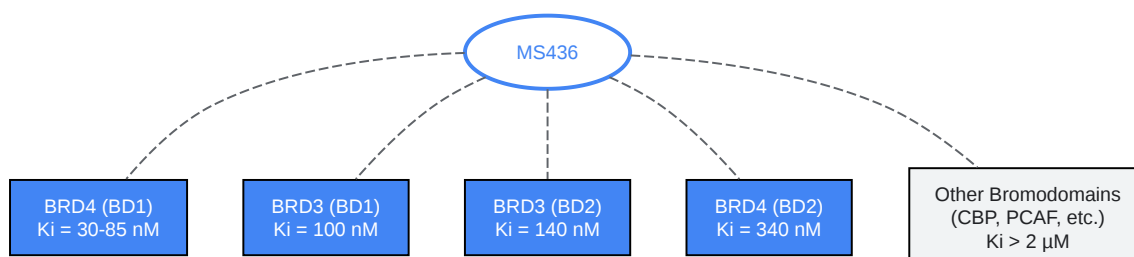 MS436
BRD4 (BD1)
Ki = 30-85 nM
BRD3 (BD1)
Ki = 100 nM
BRD3 (BD2)
Ki = 140 nM
BRD4 (BD2)
Ki = 340 nM
Other Bromodomains
(CBP, PCAF, etc.)
Ki > 2 µM